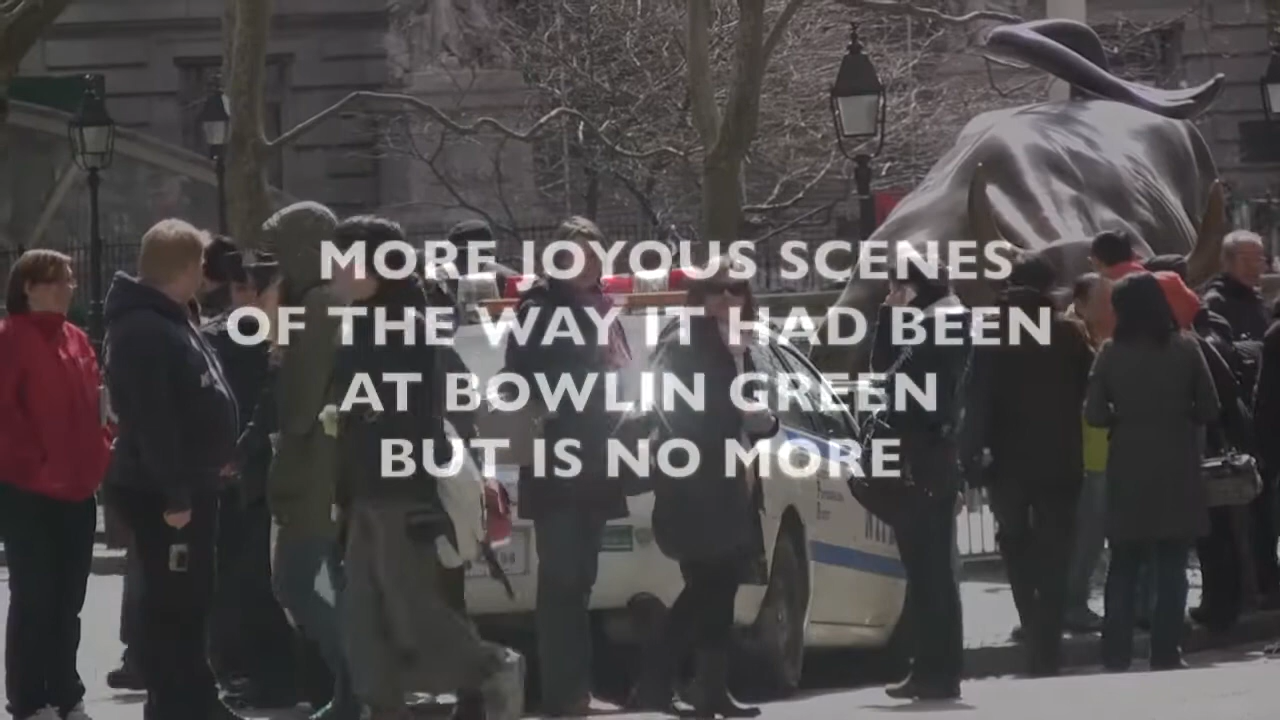 MORE JOYOUS SCENES
OF THE WAY IT HAD BEEN
AT BOWLIN GREEN
BUT IS NO MORE